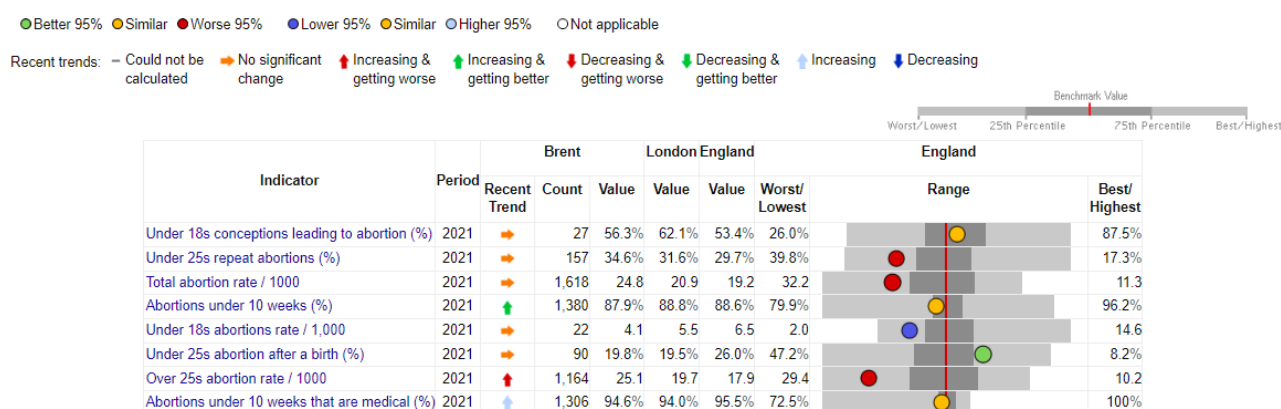 Better 95% Similar Worse 95% Lower 95% Similar Higher 95% Not applicable
Recent trends: Could not be calculated No significant change Increasing & getting worse Increasing & getting better Decreasing & getting worse Decreasing & getting better Increasing Decreasing
Benchmark Value
Worst/Lowest 25th Percentile 75th Percentile Best/Highest
Brent London England England
Indicator Period Recent Trend Count Value Value Value Worst/ Lowest Range Best/ Highest
Under 18s conceptions leading to abortion (%) 2021 27 56.3% 62.1% 53.4% 26.0% 87.5%
Under 25s repeat abortions (%) 2021 157 34.6% 31.6% 29.7% 39.8% 17.3%
Total abortion rate / 1000 2021 1,618 24.8 20.9 19.2 32.2 11.3
Abortions under 10 weeks (%) 2021 1,380 87.9% 88.8% 88.6% 79.9% 96.2%
Under 18s abortions rate / 1,000 2021 22 4.1 5.5 6.5 2.0 14.6
Under 25s abortion after a birth (%) 2021 90 19.8% 19.5% 26.0% 47.2% 8.2%
Over 25s abortion rate / 1000 2021 1,164 25.1 19.7 17.9 29.4 10.2
Abortions under 10 weeks that are medical (%) 2021 1,306 94.6% 94.0% 95.5% 72.5% 100%